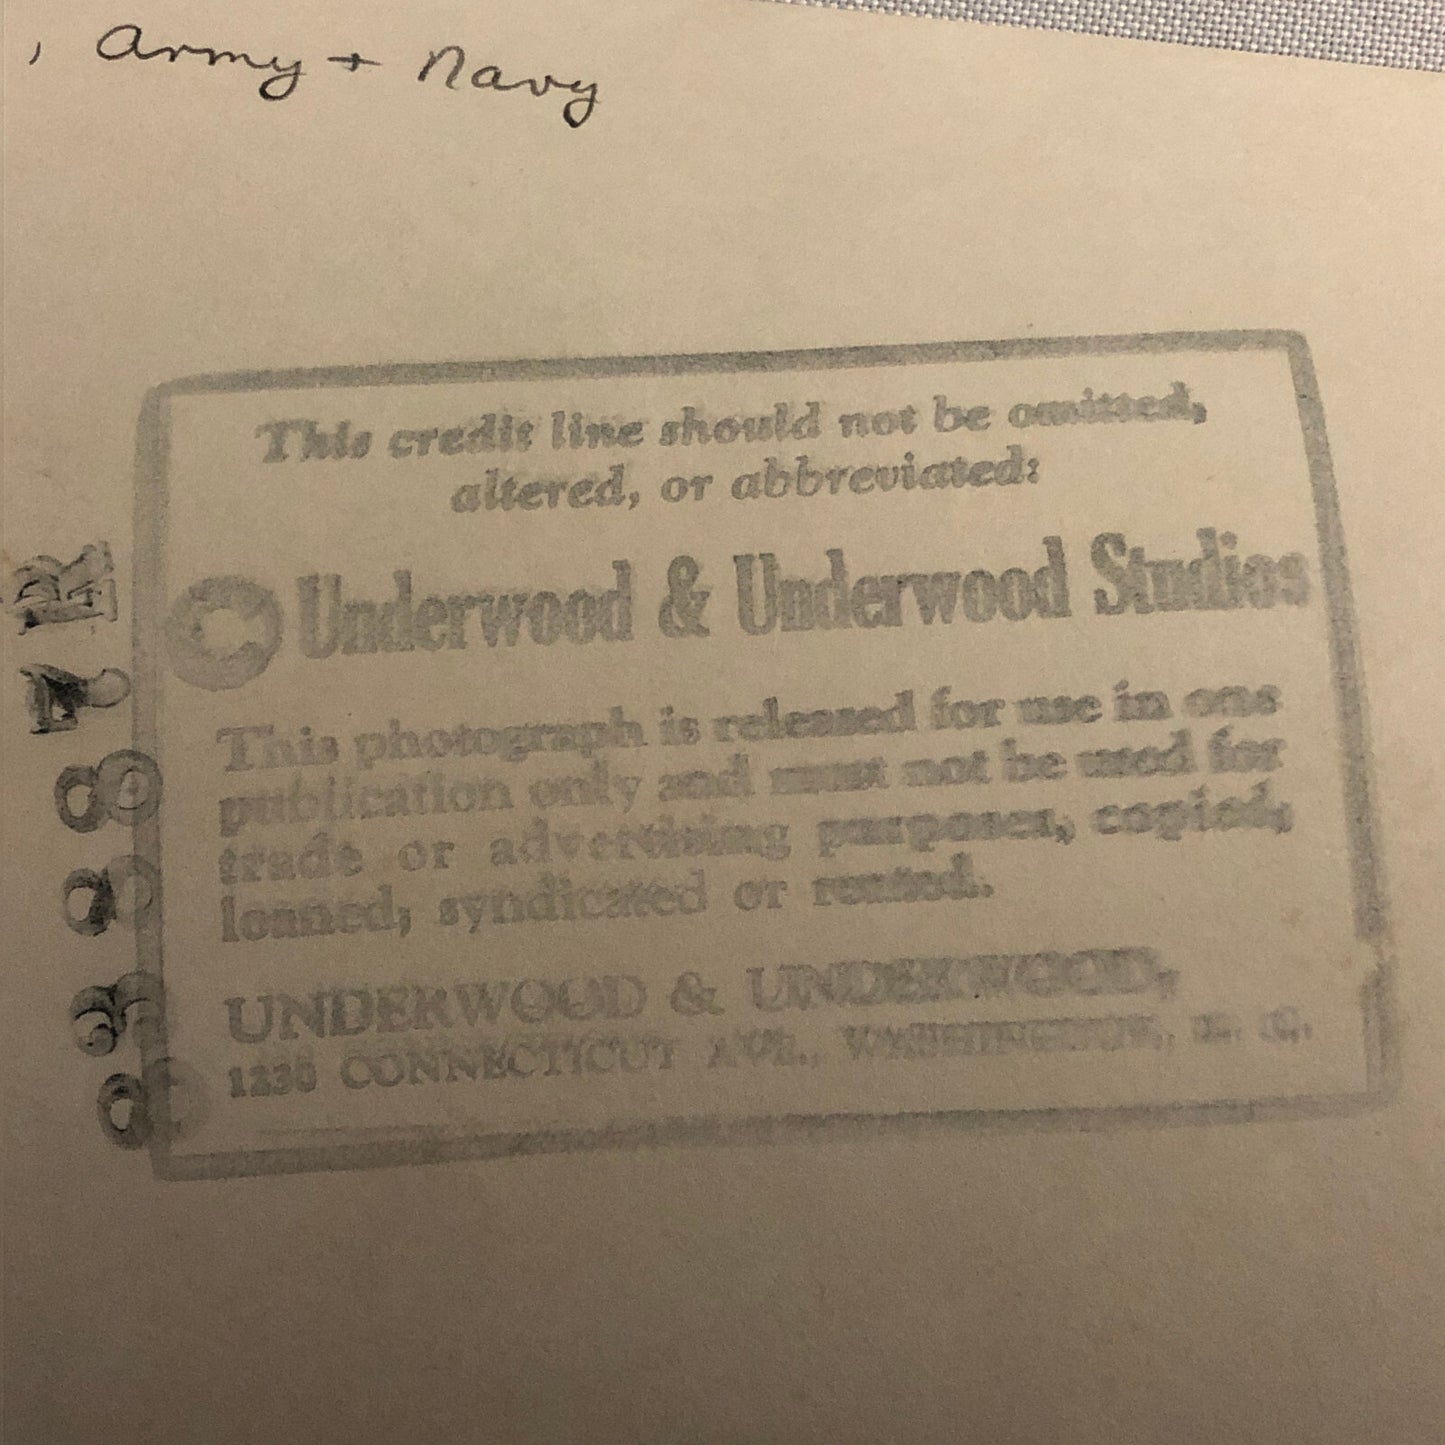 , Army + Navy
This credit line should not be omitted,
altered, or abbreviated:
© Underwood & Underwood Studios
This photograph is released for use in one
publication only and must not be used for
trade or advertising purposes, copied,
loaned, syndicated or rented.
UNDERWOOD & UNDERWOOD,
CONNECTICUT AVE., WASHINGTON, D. C.